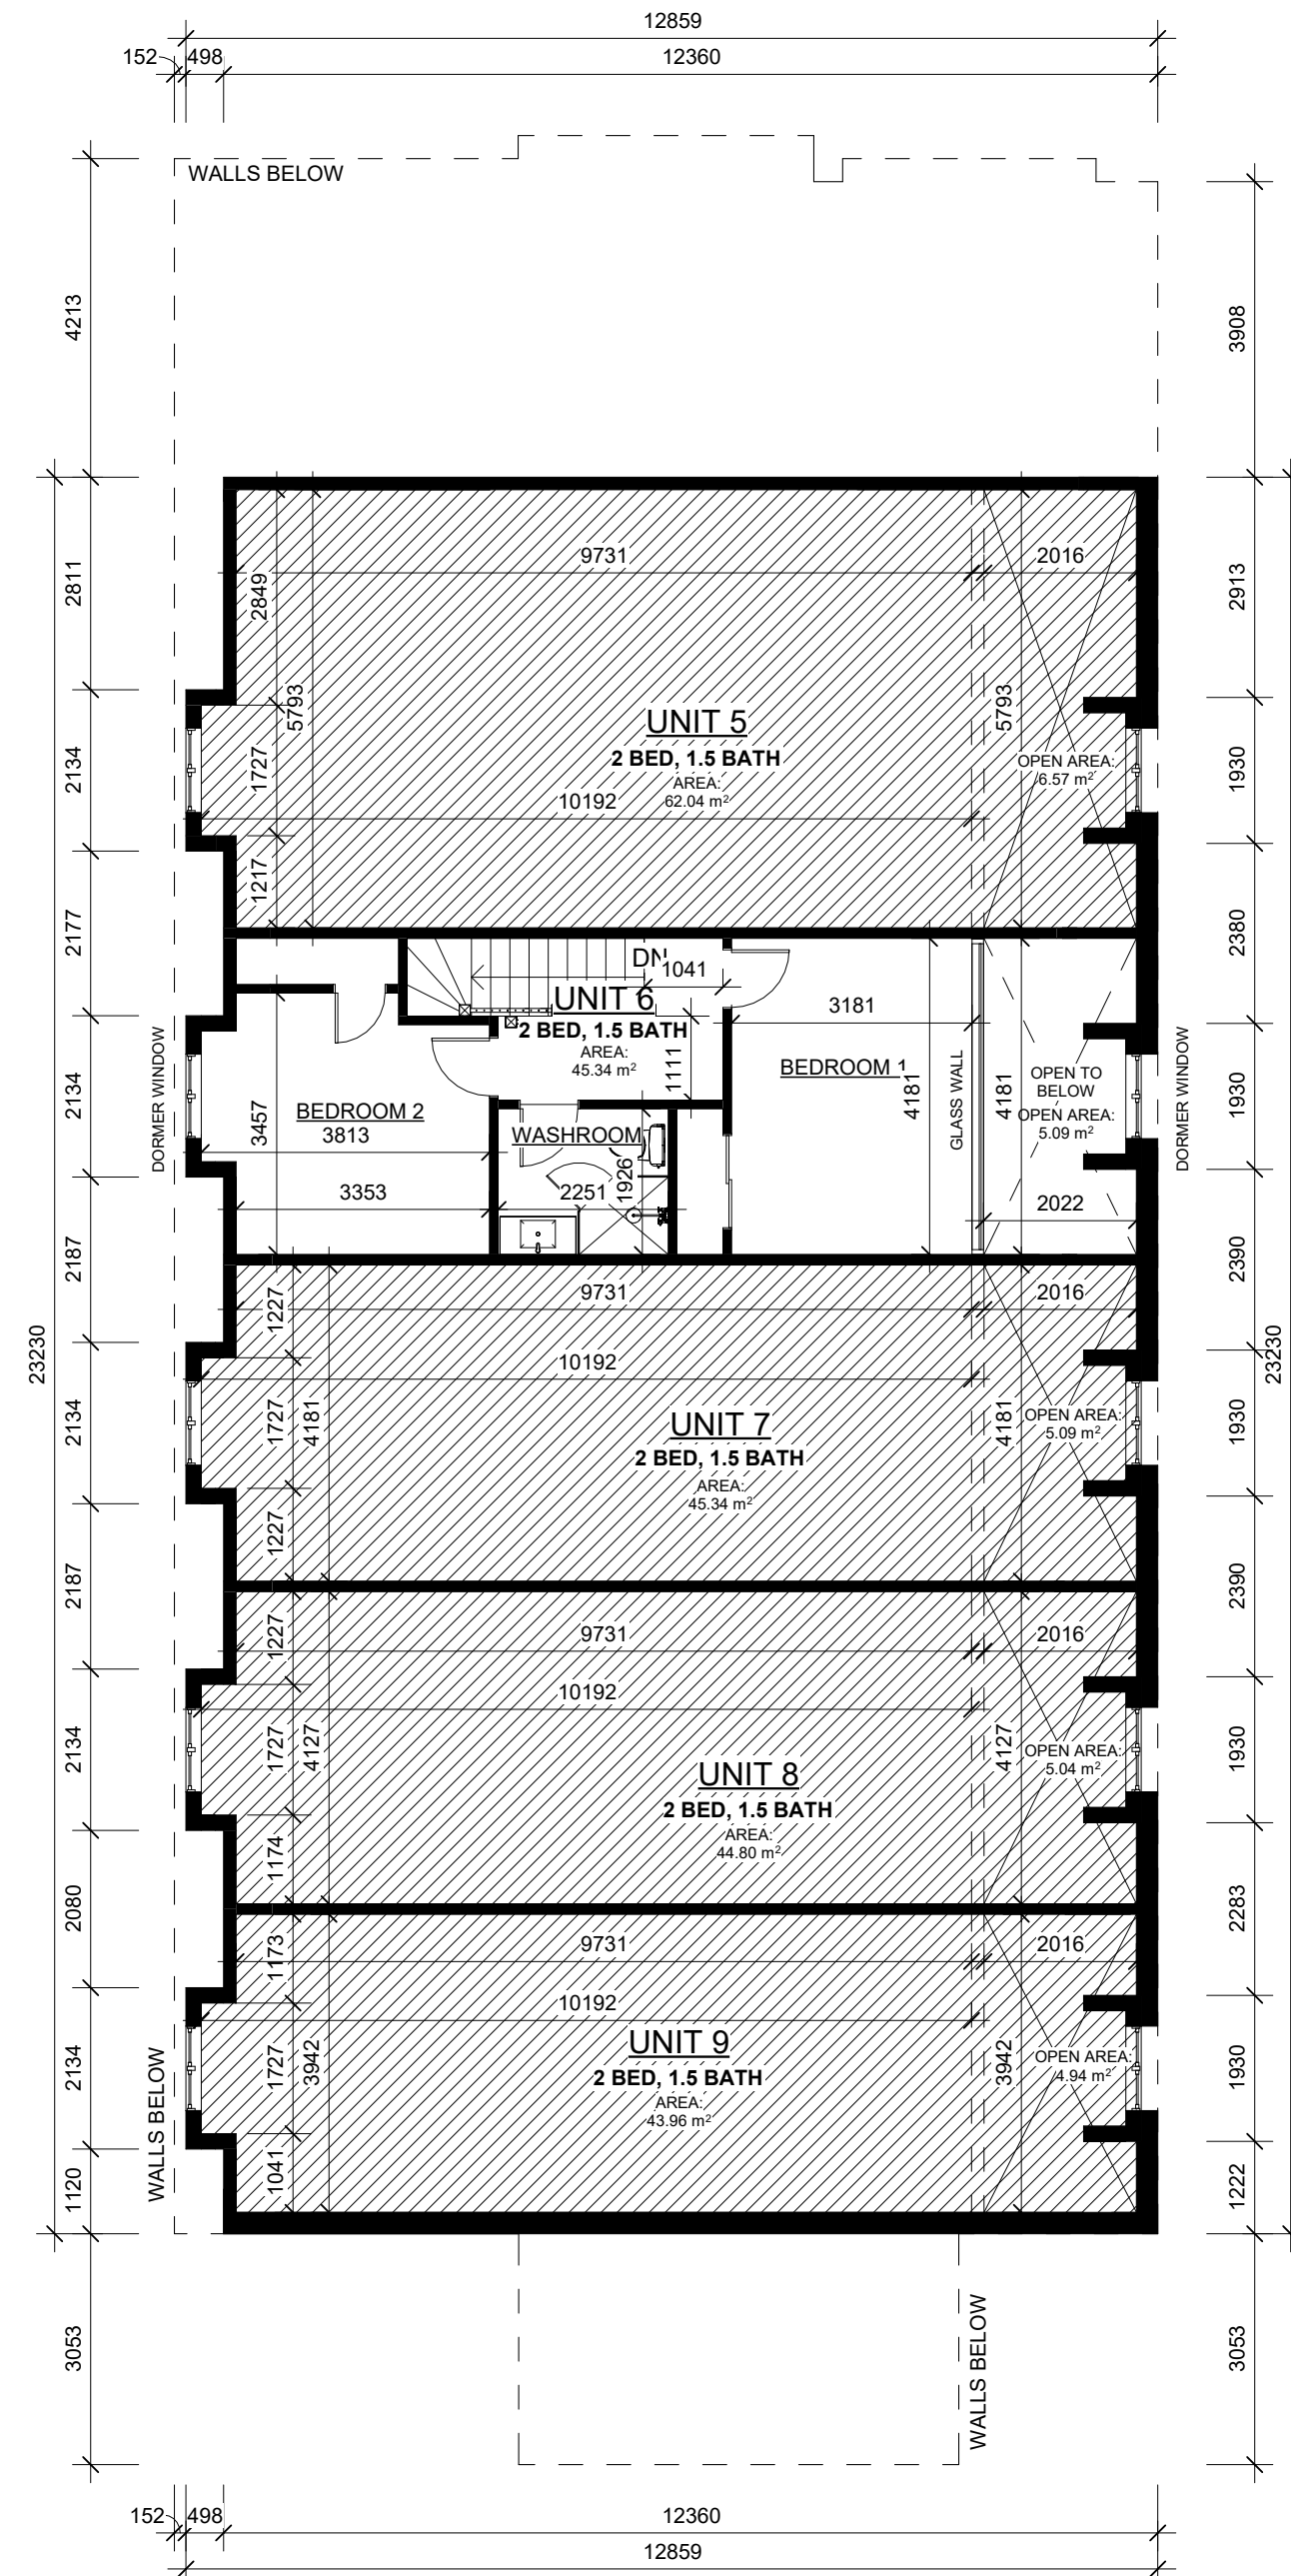 12859
152 498 12360
WALLS BELOW
4213
3908
9731 2016
2811
2849
2913
5793
5793
UNIT 5
2 BED, 1.5 BATH
AREA:
62.04 m²
OPEN AREA:
6.57 m²
2134
1727
1930
10192
1217
2177
2380
DN
1041
UNIT 6
2 BED, 1.5 BATH
AREA:
45.34 m²
3181
1111
BEDROOM 1
4181
GLASS WALL
4181
OPEN TO
BELOW
OPEN AREA:
5.09 m²
DORMER WINDOW
DORMER WINDOW
2134
1930
3457
BEDROOM 2
3813
WASHROOM
1926
3353
2251
2022
2187
2390
23230
23230
9731 2016
1227
10192
2134
1727
4181
UNIT 7
2 BED, 1.5 BATH
AREA:
45.34 m²
4181
OPEN AREA:
5.09 m²
1930
1227
2187
2390
1227
9731 2016
10192
2134
1727
4127
UNIT 8
2 BED, 1.5 BATH
AREA:
44.80 m²
4127
OPEN AREA:
5.04 m²
1930
1174
2080
2283
1173
9731 2016
10192
2134
1727
3942
UNIT 9
2 BED, 1.5 BATH
AREA:
43.96 m²
3942
OPEN AREA:
4.94 m²
1930
WALLS BELOW
1120
1041
1222
3053
WALLS BELOW
3053
152 498 12360
12859